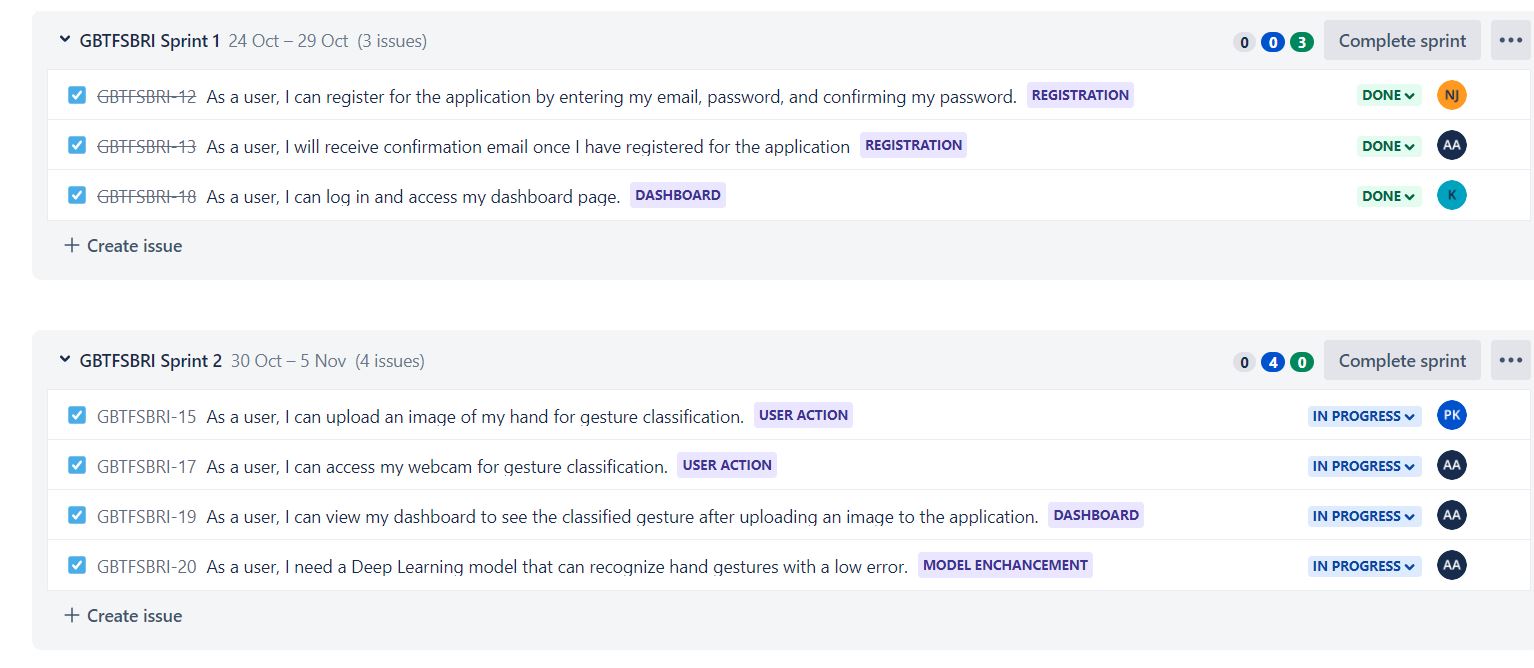 GBTFSBRI Sprint 1 24 Oct – 29 Oct (3 issues) 0 0 3 Complete sprint •••
GBTFSBRI-12 As a user, I can register for the application by entering my email, password, and confirming my password. REGISTRATION DONE NJ
GBTFSBRI-13 As a user, I will receive confirmation email once I have registered for the application REGISTRATION DONE AA
GBTFSBRI-18 As a user, I can log in and access my dashboard page. DASHBOARD DONE K
+ Create issue
GBTFSBRI Sprint 2 30 Oct – 5 Nov (4 issues) 0 4 0 Complete sprint •••
GBTFSBRI-15 As a user, I can upload an image of my hand for gesture classification. USER ACTION IN PROGRESS PK
GBTFSBRI-17 As a user, I can access my webcam for gesture classification. USER ACTION IN PROGRESS AA
GBTFSBRI-19 As a user, I can view my dashboard to see the classified gesture after uploading an image to the application. DASHBOARD IN PROGRESS AA
GBTFSBRI-20 As a user, I need a Deep Learning model that can recognize hand gestures with a low error. MODEL ENCHANCEMENT IN PROGRESS AA
+ Create issue